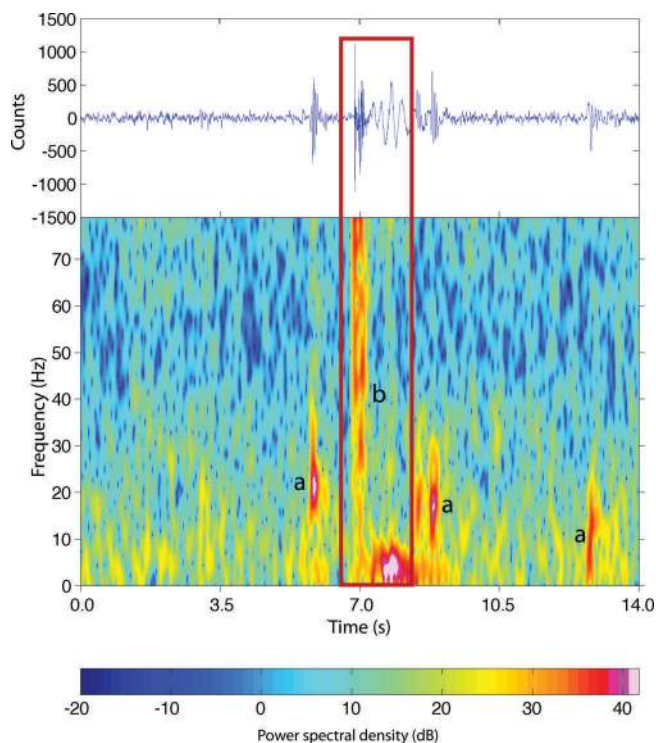 1500
1000
500
0
-500
-1000
-1500
Counts
70
60
50
40
30
20
10
0
Frequency (Hz)
b
a
a
a
0.0 3.5 7.0 10.5 14.0
Time (s)
-20 -10 0 10 20 30 40
Power spectral density (dB)